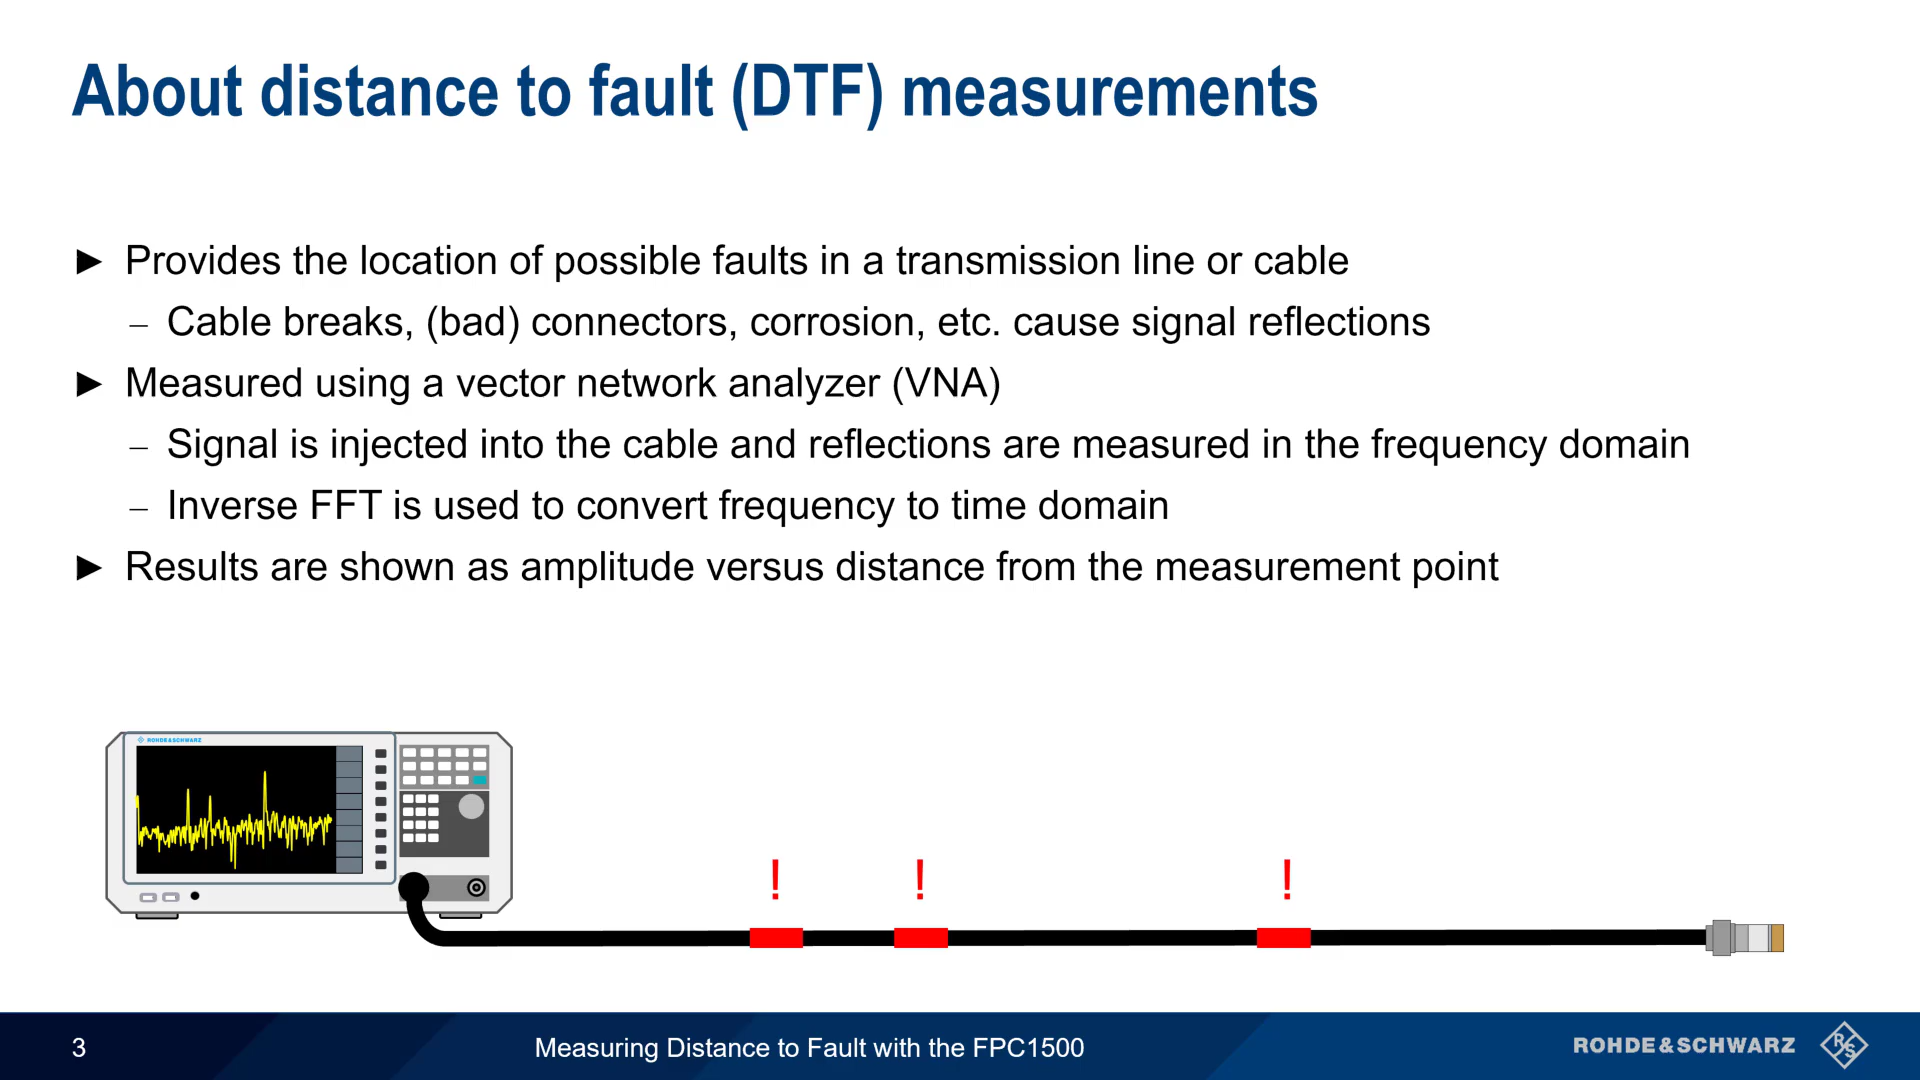 About distance to fault (DTF) measurements
► Provides the location of possible faults in a transmission line or cable
– Cable breaks, (bad) connectors, corrosion, etc. cause signal reflections
► Measured using a vector network analyzer (VNA)
– Signal is injected into the cable and reflections are measured in the frequency domain
– Inverse FFT is used to convert frequency to time domain
► Results are shown as amplitude versus distance from the measurement point
ROHDE&SCHWARZ
! ! !
3 Measuring Distance to Fault with the FPC1500 ROHDE&SCHWARZ R&S